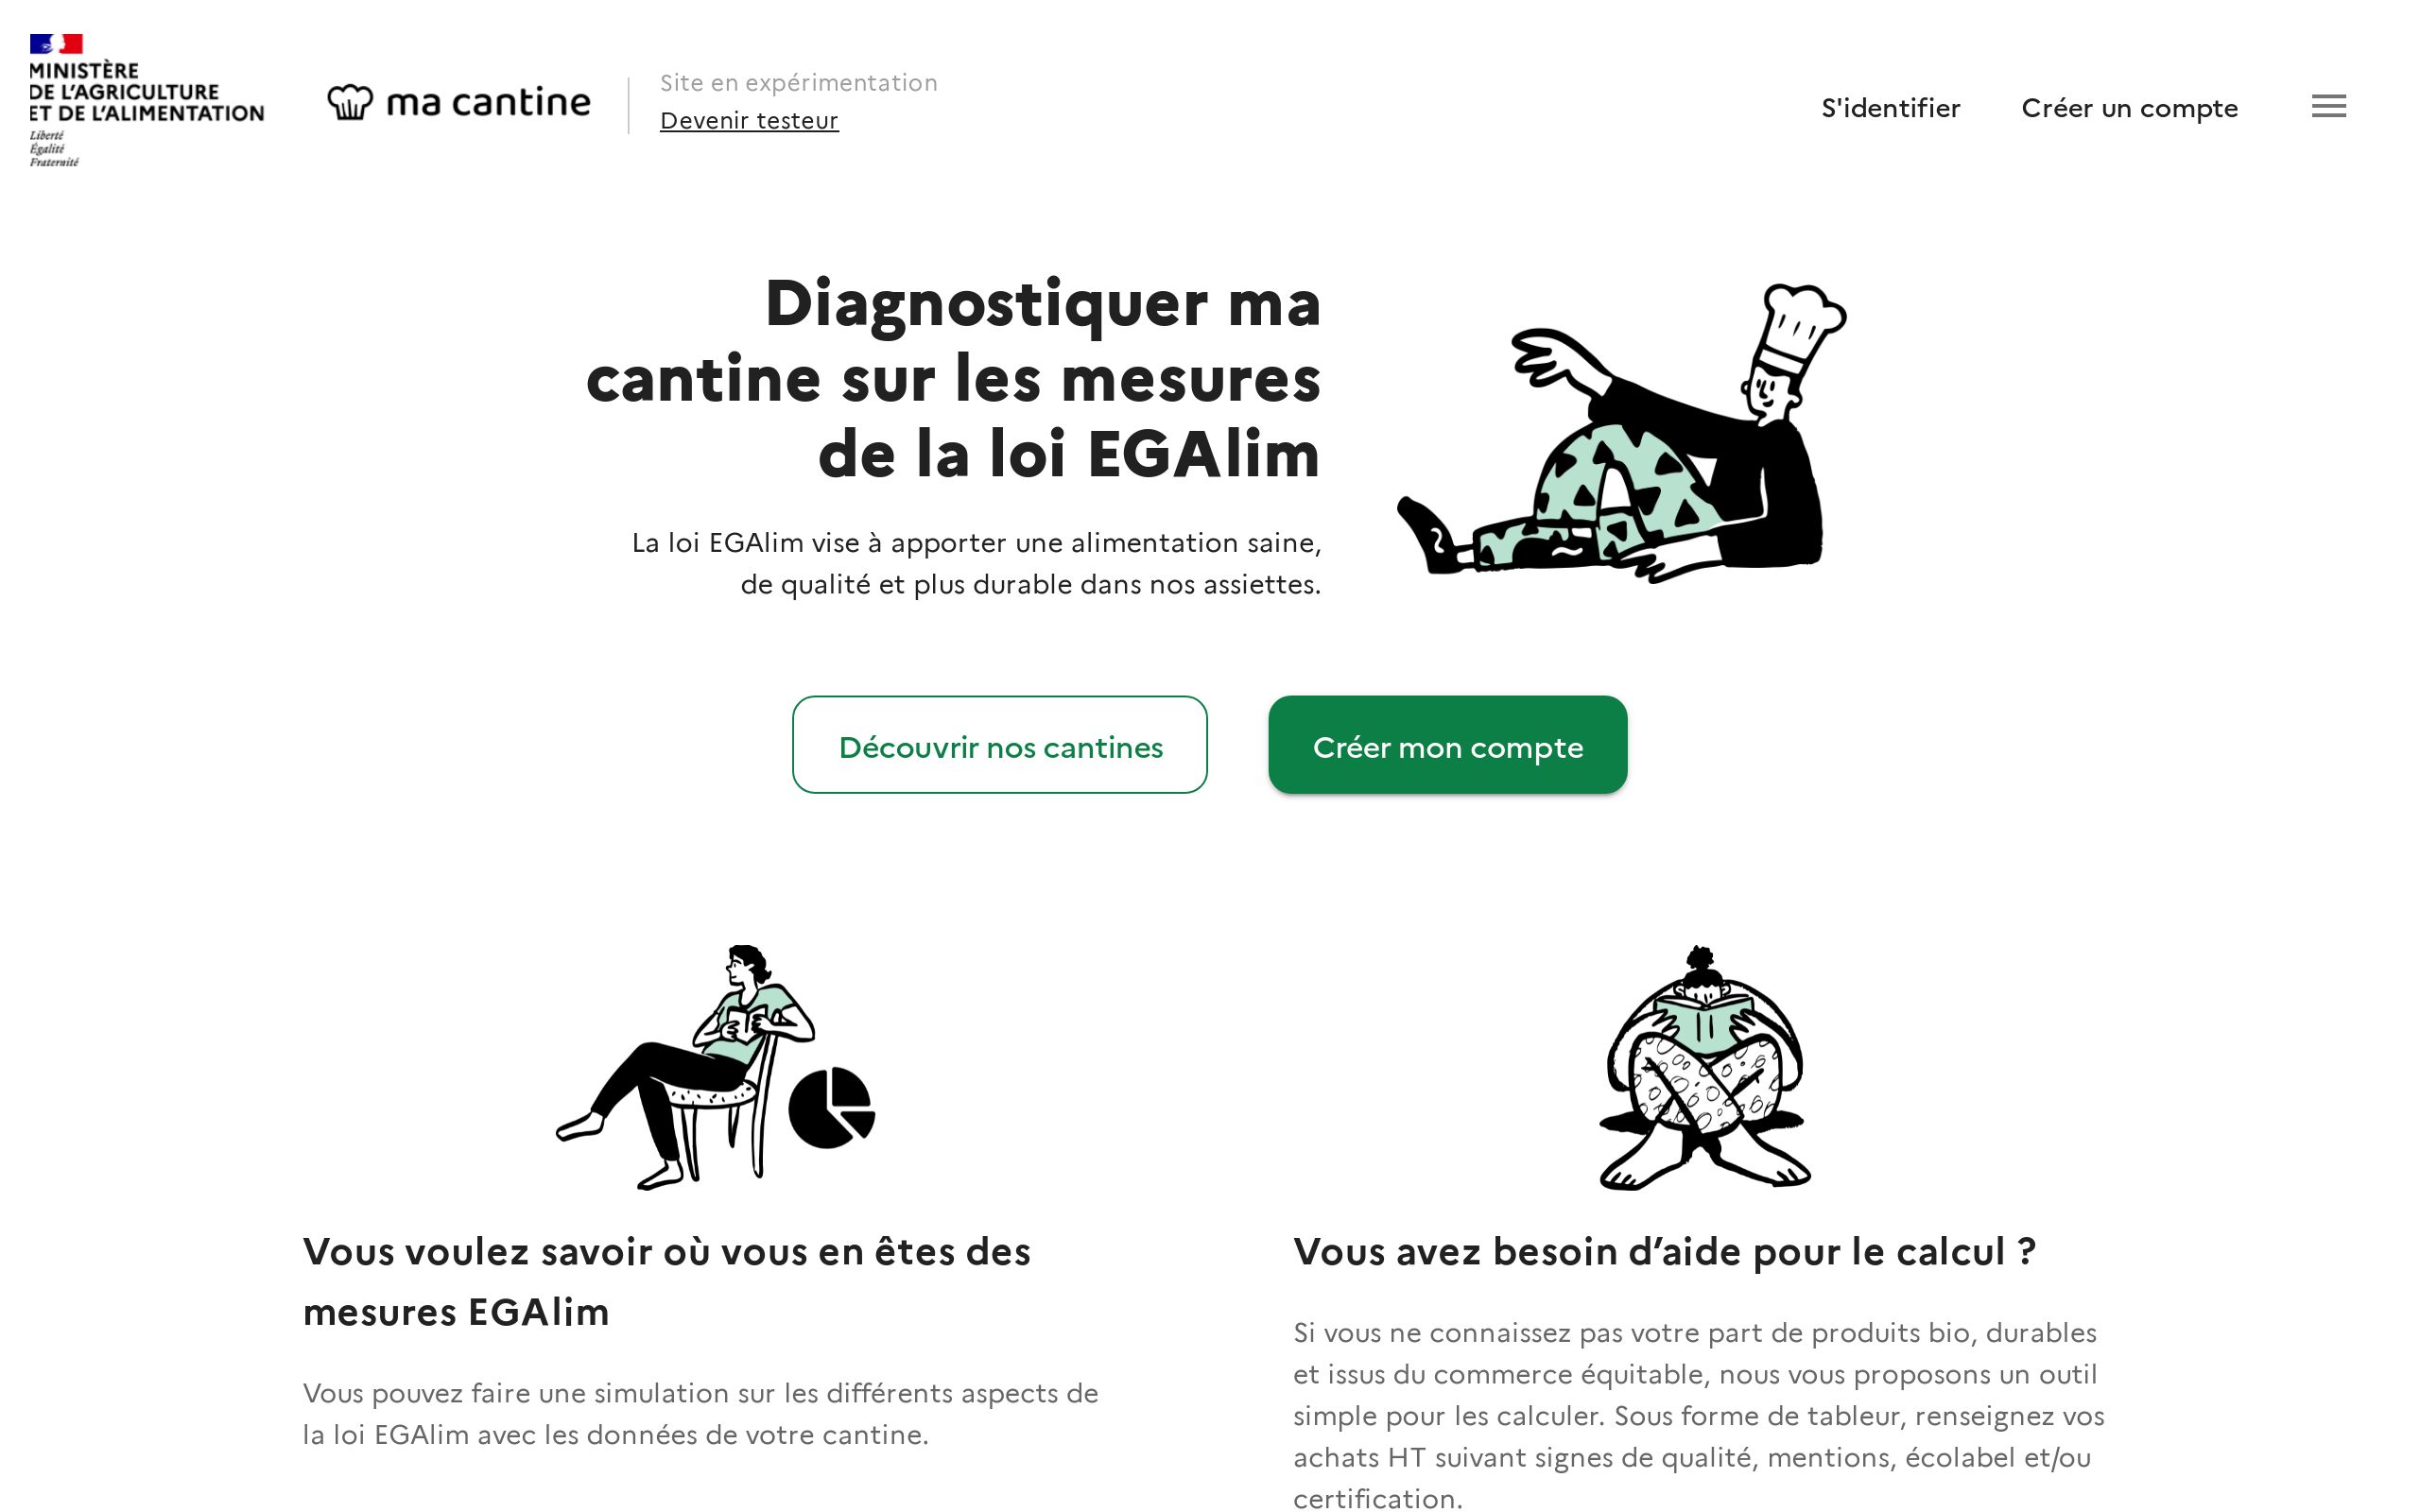 MINISTÈRE
DE L'AGRICULTURE
ET DE L'ALIMENTATION
Liberté
Égalité
Fraternité
ma cantine
Site en expérimentation
Devenir testeur
S'identifier
Créer un compte
Diagnostiquer ma
cantine sur les mesures
de la loi EGAlim
La loi EGAlim vise à apporter une alimentation saine,
de qualité et plus durable dans nos assiettes.
Découvrir nos cantines
Créer mon compte
Vous voulez savoir où vous en êtes des
mesures EGAlim
Vous pouvez faire une simulation sur les différents aspects de
la loi EGAlim avec les données de votre cantine.
Vous avez besoin d’aide pour le calcul ?
Si vous ne connaissez pas votre part de produits bio, durables
et issus du commerce équitable, nous vous proposons un outil
simple pour les calculer. Sous forme de tableur, renseignez vos
achats HT suivant signes de qualité, mentions, écolabel et/ou
certification.